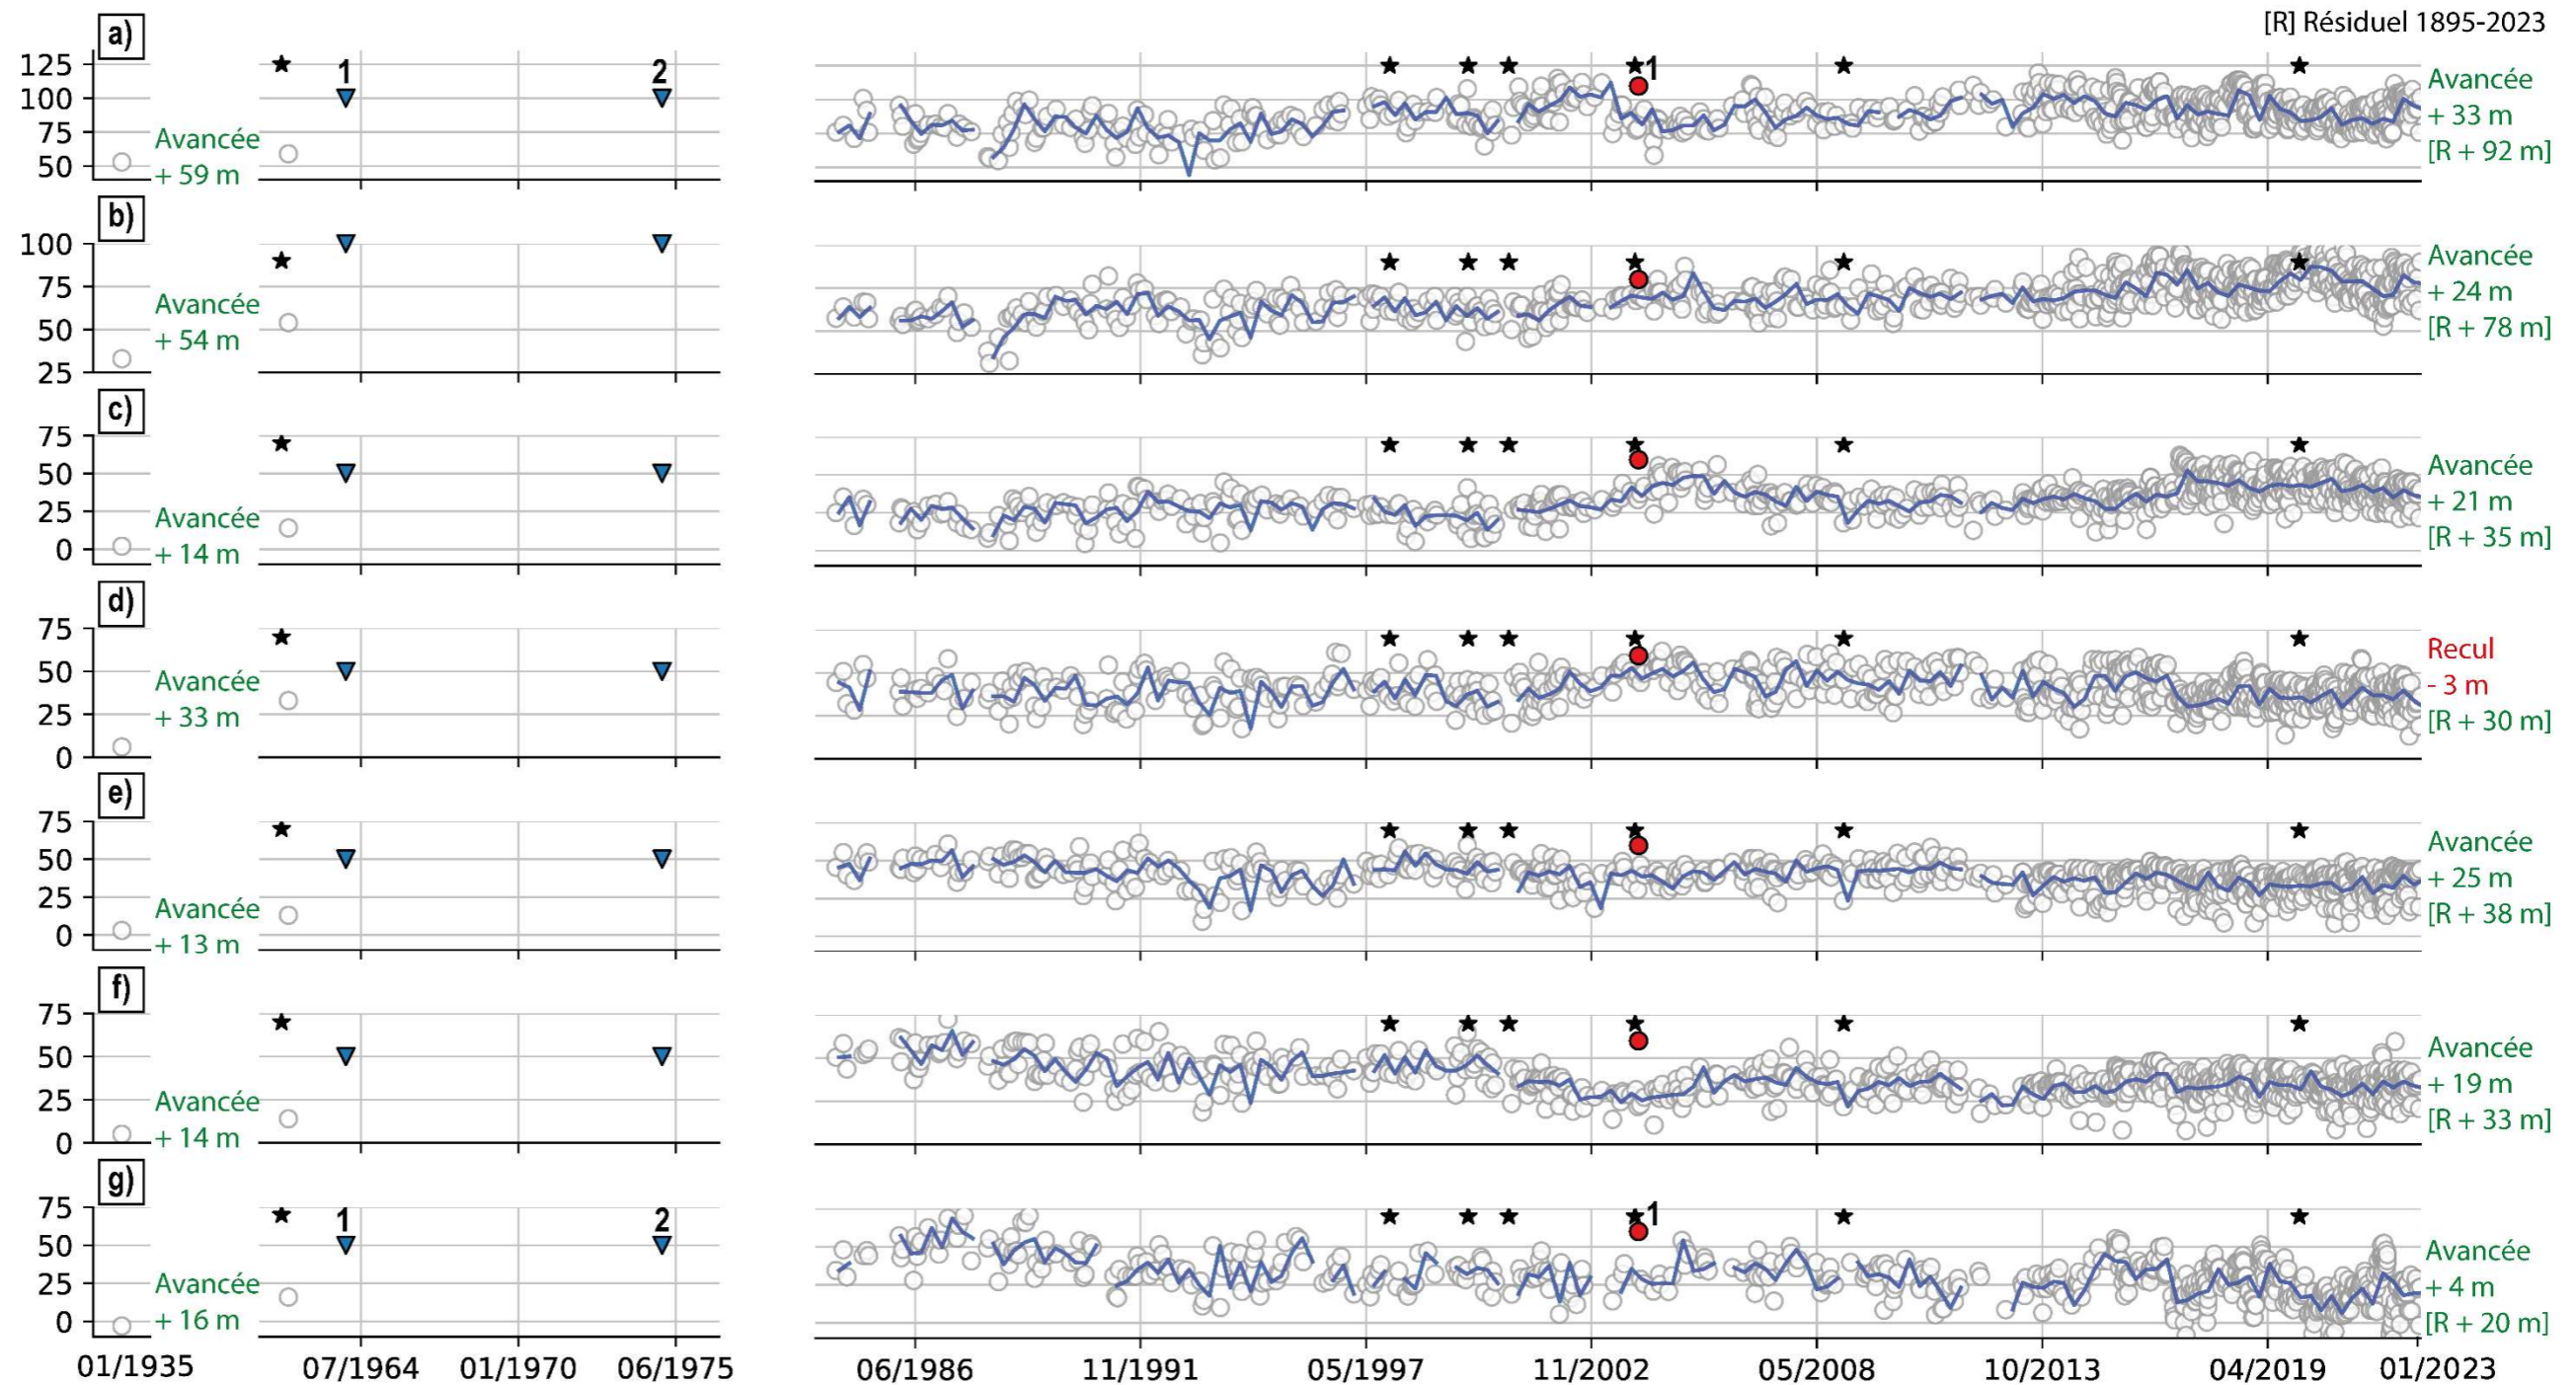 [R] Résiduel 1895-2023
a)
125
100
75
50
1
2
1
Avancée
+ 59 m
Avancée
+ 33 m
[R + 92 m]
b)
100
75
50
25
Avancée
+ 54 m
Avancée
+ 24 m
[R + 78 m]
c)
75
50
25
0
Avancée
+ 14 m
Avancée
+ 21 m
[R + 35 m]
d)
75
50
25
0
Avancée
+ 33 m
Recul
- 3 m
[R + 30 m]
e)
75
50
25
0
Avancée
+ 13 m
Avancée
+ 25 m
[R + 38 m]
f)
75
50
25
0
Avancée
+ 14 m
Avancée
+ 19 m
[R + 33 m]
g)
75
50
25
0
1
2
1
Avancée
+ 16 m
Avancée
+ 4 m
[R + 20 m]
01/1935 07/1964 01/1970 06/1975 06/1986 11/1991 05/1997 11/2002 05/2008 10/2013 04/2019 01/2023